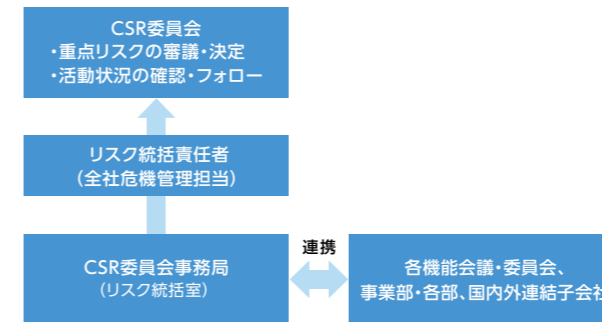 CSR委員会
・重点リスクの審議・決定
・活動状況の確認・フォロー
リスク統括責任者
（全社危機管理担当）
CSR委員会事務局
（リスク統括室）
連携
各機能会議・委員会、
事業部・各部、国内外連結子会社